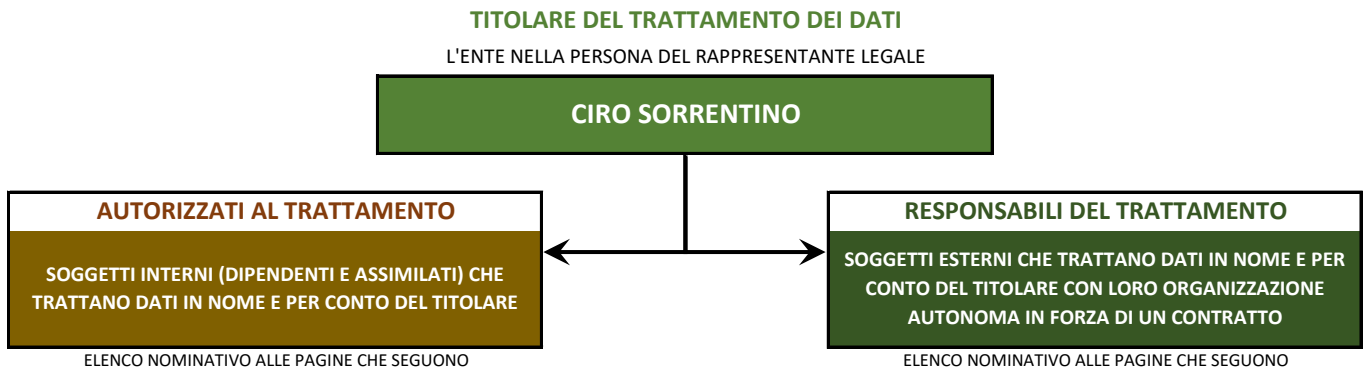 TITOLARE DEL TRATTAMENTO DEI DATI
L'ENTE NELLA PERSONA DEL RAPPRESENTANTE LEGALE
CIRO SORRENTINO
AUTORIZZATI AL TRATTAMENTO
SOGGETTI INTERNI (DIPENDENTI E ASSIMILATI) CHE
TRATTANO DATI IN NOME E PER CONTO DEL TITOLARE
ELENCO NOMINATIVO ALLE PAGINE CHE SEGUONO
RESPONSABILI DEL TRATTAMENTO
SOGGETTI ESTERNI CHE TRATTANO DATI IN NOME E PER
CONTO DEL TITOLARE CON LORO ORGANIZZAZIONE
AUTONOMA IN FORZA DI UN CONTRATTO
ELENCO NOMINATIVO ALLE PAGINE CHE SEGUONO